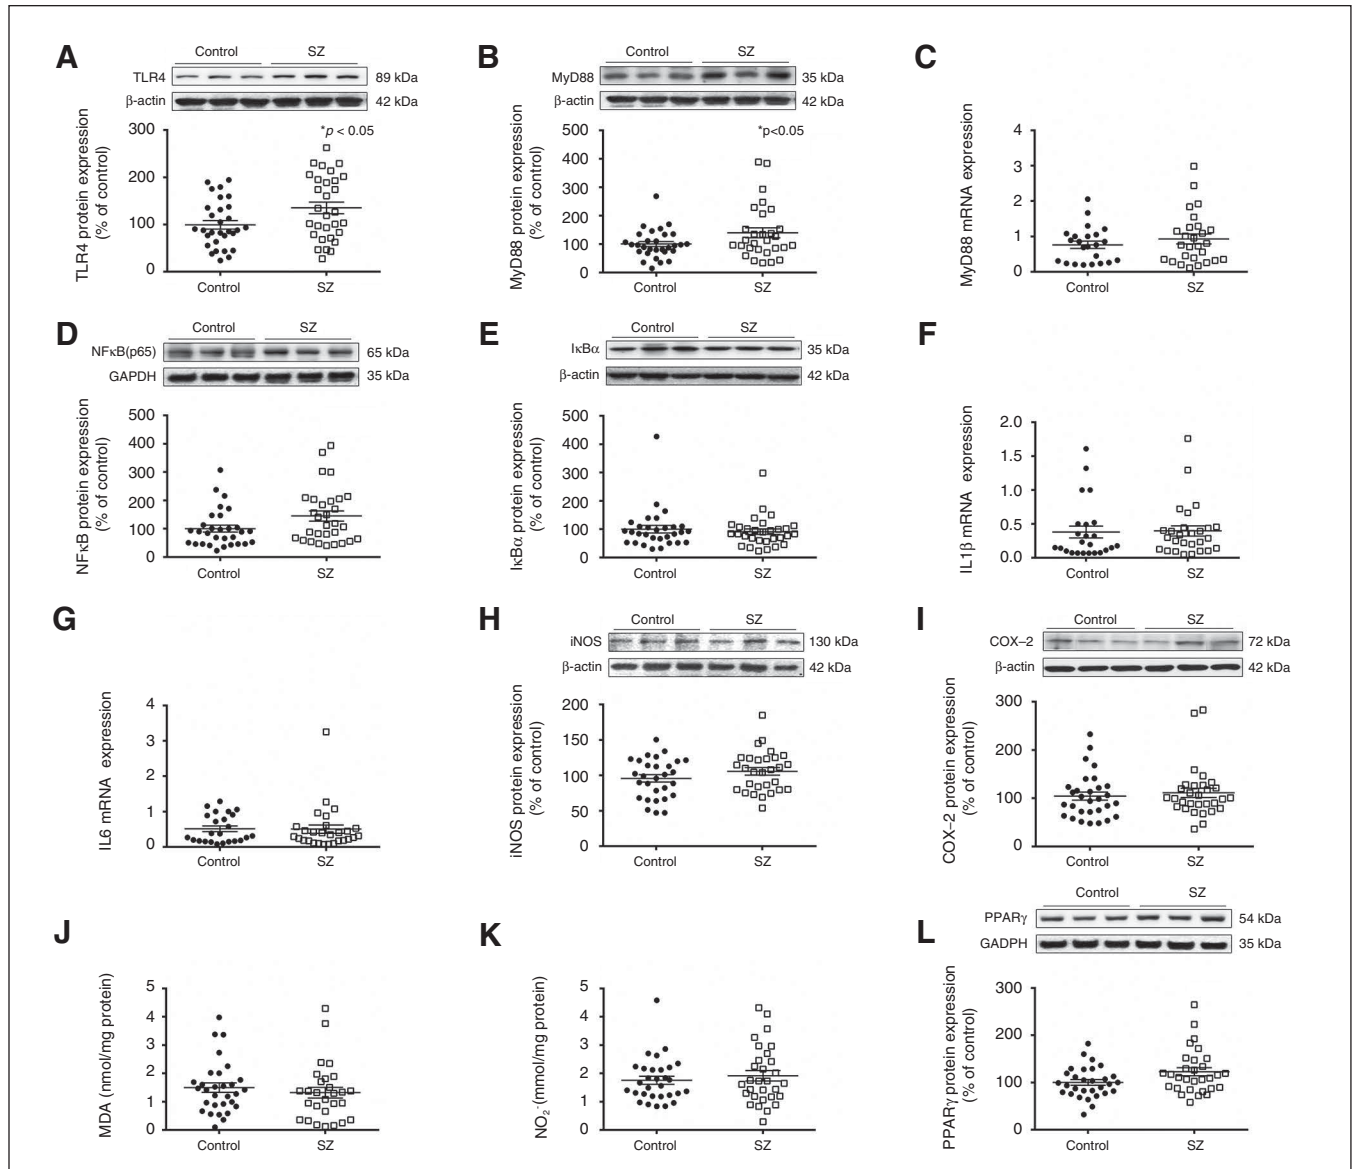 A
Control SZ
TLR4 89 kDa
β-actin 42 kDa
TLR4 protein expression
(% of control)
300
200
100
0
*p < 0.05
Control SZ
B
Control SZ
MyD88 35 kDa
β-actin 42 kDa
MyD88 protein expression
(% of control)
500
400
300
200
100
0
*p<0.05
Control SZ
C
MyD88 mRNA expression
4
3
2
1
0
Control SZ
D
Control SZ
NFκB(p65) 65 kDa
GAPDH 35 kDa
NFκB protein expression
(% of control)
500
400
300
200
100
0
Control SZ
E
Control SZ
IκBα 35 kDa
β-actin 42 kDa
IκBα protein expression
(% of control)
500
400
300
200
100
0
Control SZ
F
IL1β mRNA expression
2.0
1.5
1.0
0.5
0.0
Control SZ
G
IL6 mRNA expression
4
3
2
1
0
Control SZ
H
Control SZ
iNOS 130 kDa
β-actin 42 kDa
iNOS protein expression
(% of control)
200
150
100
50
0
Control SZ
I
Control SZ
COX-2 72 kDa
β-actin 42 kDa
COX-2 protein expression
(% of control)
300
200
100
0
Control SZ
J
MDA (nmol/mg protein)
5
4
3
2
1
0
Control SZ
K
NO₂⁻(mmol/mg protein)
5
4
3
2
1
0
Control SZ
L
Control SZ
PPARγ 54 kDa
GADPH 35 kDa
PPARγ protein expression
(% of control)
300
200
100
0
Control SZ